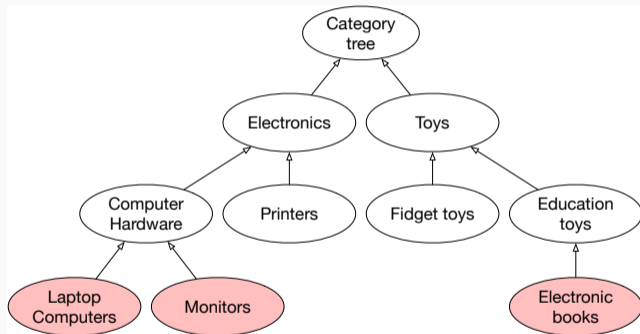 Category
tree
Electronics
Toys
Computer
Hardware
Printers
Fidget toys
Education
toys
Laptop
Computers
Monitors
Electronic
books